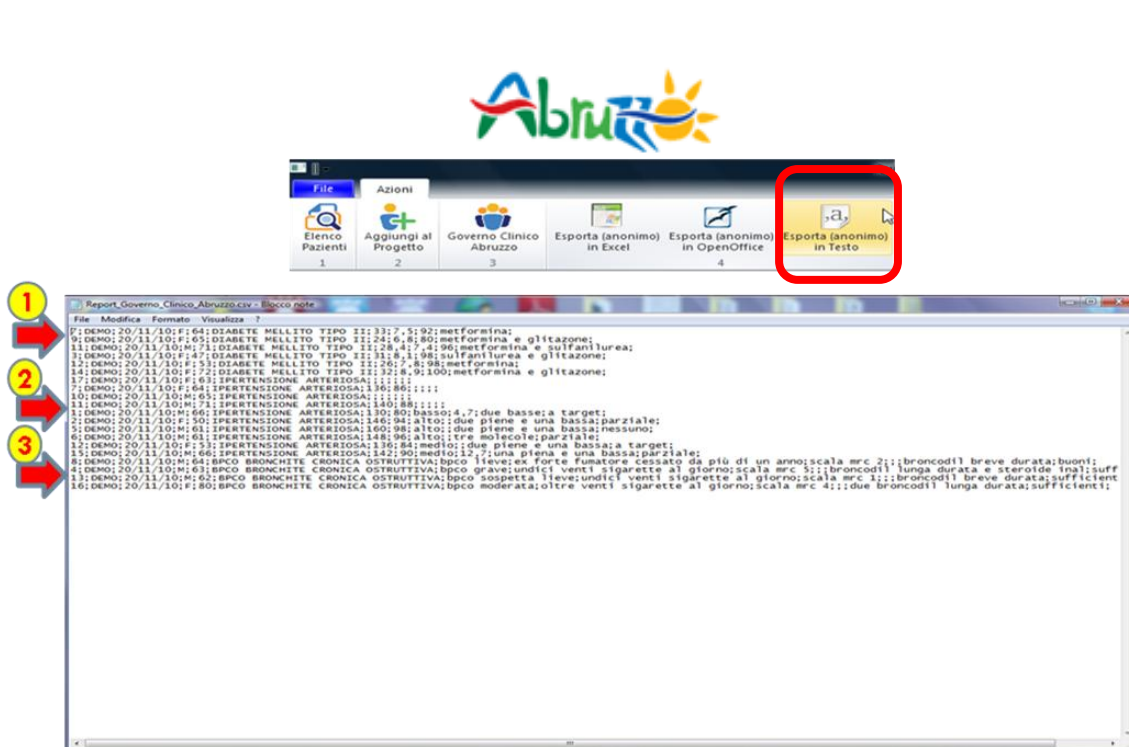 Abruzzo
File Azioni
Elenco Pazienti
Aggiungi al Progetto
Governo Clinico Abruzzo
Esporta (anonimo) in Excel
Esporta (anonimo) in OpenOffice
,a,
Esporta (anonimo) in Testo
1 2 3 4
Report_Governo_Clinico_Abruzzo.csv - Blocco note
File Modifica Formato Visualizza ?
1
7;DEMO;20/11/10;F;64;DIABETE MELLITO TIPO II;33;7,5;92;metformina;
9;DEMO;20/11/10;F;65;DIABETE MELLITO TIPO II;24;6,8;80;metformina e glitazone;
11;DEMO;20/11/10;M;71;DIABETE MELLITO TIPO II;28,4;7,4;96;metformina e sulfanilurea;
3;DEMO;20/11/10;F;47;DIABETE MELLITO TIPO II;31;8,1;98;sulfanilurea e glitazone;
12;DEMO;20/11/10;F;53;DIABETE MELLITO TIPO II;26;7,8;98;metformina;
14;DEMO;20/11/10;F;72;DIABETE MELLITO TIPO II;32;8,9;100;metformina e glitazone;
17;DEMO;20/11/10;F;63;IPERTENSIONE ARTERIOSA;;;;;;;
2
7;DEMO;20/11/10;F;64;IPERTENSIONE ARTERIOSA;136;86;;;;;
10;DEMO;20/11/10;M;65;IPERTENSIONE ARTERIOSA;;;;;;;
11;DEMO;20/11/10;M;71;IPERTENSIONE ARTERIOSA;140;88;;;;;
1;DEMO;20/11/10;M;66;IPERTENSIONE ARTERIOSA;130;80;basso;4,7;due basse;a target;
2;DEMO;20/11/10;F;50;IPERTENSIONE ARTERIOSA;146;94;alto;;due piene e una bassa;parziale;
5;DEMO;20/11/10;M;61;IPERTENSIONE ARTERIOSA;160;98;alto;;due piene e una bassa;nessuno;
3
6;DEMO;20/11/10;M;61;IPERTENSIONE ARTERIOSA;148;96;alto;;tre molecole;parziale;
12;DEMO;20/11/10;F;53;IPERTENSIONE ARTERIOSA;136;84;medio;;due piene e una bassa;a target;
15;DEMO;20/11/10;M;66;IPERTENSIONE ARTERIOSA;142;90;medio;12,7;una piena e una bassa;parziale;
8;DEMO;20/11/10;M;64;BPCO BRONCHITE CRONICA OSTRUTTIVA;bpco lieve;ex forte fumatore cessato da più di un anno;scala mrc 2;;;broncodil breve durata;buoni;
4;DEMO;20/11/10;M;63;BPCO BRONCHITE CRONICA OSTRUTTIVA;bpco grave;undici venti sigarette al giorno;scala mrc 5;;;broncodil lunga durata e steroide inal;suff
13;DEMO;20/11/10;M;62;BPCO BRONCHITE CRONICA OSTRUTTIVA;bpco sospetta lieve;undici venti sigarette al giorno;scala mrc 1;;;broncodil breve durata;sufficient
16;DEMO;20/11/10;F;80;BPCO BRONCHITE CRONICA OSTRUTTIVA;bpco moderata;oltre venti sigarette al giorno;scala mrc 4;;;due broncodil lunga durata;sufficienti;